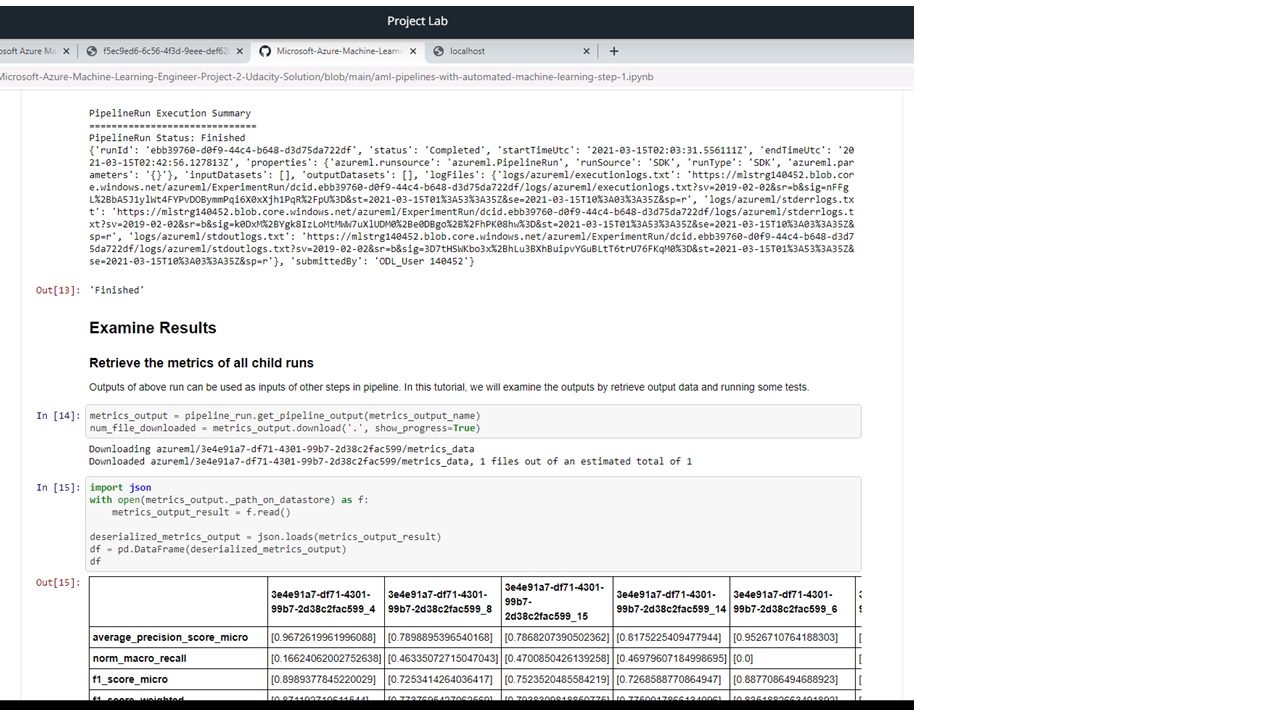 Project Lab
osoft Azure Ma
f5ec9ed6-6c56-4f3d-9eee-def62
Microsoft-Azure-Machine-Learn
localhost
Microsoft-Azure-Machine-Learning-Engineer-Project-2-Udacity-Solution/blob/main/aml-pipelines-with-automated-machine-learning-step-1.ipynb
PipelineRun Execution Summary
==============================
PipelineRun Status: Finished
{'runId': 'ebb39760-d0f9-44c4-b648-d3d75da722df', 'status': 'Completed', 'startTimeUtc': '2021-03-15T02:03:31.556111Z', 'endTimeUtc': '20
21-03-15T02:42:56.127813Z', 'properties': {'azureml.runsource': 'azureml.PipelineRun', 'runSource': 'SDK', 'runType': 'SDK', 'azureml.par
ameters': '{}'}, 'inputDatasets': [], 'outputDatasets': [], 'logFiles': {'logs/azureml/executionlogs.txt': 'https://mlstrg140452.blob.cor
e.windows.net/azureml/ExperimentRun/dcid.ebb39760-d0f9-44c4-b648-d3d75da722df/logs/azureml/executionlogs.txt?sv=2019-02-02&sr=b&sig=nFFg
L%2BbA5J1ylWt4FYPvDOBymmPqi6X0xXjh1PqR%2FpU%3D&st=2021-03-15T01%3A53%3A35Z&se=2021-03-15T10%3A03%3A35Z&sp=r', 'logs/azureml/stderrlogs.tx
t': 'https://mlstrg140452.blob.core.windows.net/azureml/ExperimentRun/dcid.ebb39760-d0f9-44c4-b648-d3d75da722df/logs/azureml/stderrlogs.t
xt?sv=2019-02-02&sr=b&sig=k0DxM%2BYgk8IzLoMtMWW7uXlUDM0%2Be0DBgo%2B%2FhPK08hw%3D&st=2021-03-15T01%3A53%3A35Z&se=2021-03-15T10%3A03%3A35Z&
sp=r', 'logs/azureml/stdoutlogs.txt': 'https://mlstrg140452.blob.core.windows.net/azureml/ExperimentRun/dcid.ebb39760-d0f9-44c4-b648-d3d7
5da722df/logs/azureml/stdoutlogs.txt?sv=2019-02-02&sr=b&sig=3D7tHSWKbo3x%2BhLu3BXhBuipvYGuBLtT6trU76FKqM0%3D&st=2021-03-15T01%3A53%3A35Z&
se=2021-03-15T10%3A03%3A35Z&sp=r'}, 'submittedBy': 'ODL_User 140452'}
Out[13]: 'Finished'
Examine Results
Retrieve the metrics of all child runs
Outputs of above run can be used as inputs of other steps in pipeline. In this tutorial, we will examine the outputs by retrieve output data and running some tests.
In [14]: metrics_output = pipeline_run.get_pipeline_output(metrics_output_name)
num_file_downloaded = metrics_output.download('.', show_progress=True)
Downloading azureml/3e4e91a7-df71-4301-99b7-2d38c2fac599/metrics_data
Downloaded azureml/3e4e91a7-df71-4301-99b7-2d38c2fac599/metrics_data, 1 files out of an estimated total of 1
In [15]: import json
with open(metrics_output._path_on_datastore) as f:
    metrics_output_result = f.read()
deserialized_metrics_output = json.loads(metrics_output_result)
df = pd.DataFrame(deserialized_metrics_output)
df
Out[15]:
3e4e91a7-df71-4301-99b7-2d38c2fac599_4 3e4e91a7-df71-4301-99b7-2d38c2fac599_8 3e4e91a7-df71-4301-99b7-2d38c2fac599_15 3e4e91a7-df71-4301-99b7-2d38c2fac599_14 3e4e91a7-df71-4301-99b7-2d38c2fac599_6
average_precision_score_micro [0.9672619961996088] [0.7898895396540168] [0.7868207390502362] [0.8175225409477944] [0.9526710764188303]
norm_macro_recall [0.16624062002752638] [0.46335072715047043] [0.4700850426139258] [0.46979607184998695] [0.0]
f1_score_micro [0.8989377845220029] [0.7253414264036417] [0.7523520485584219] [0.7268588770864947] [0.8877086494688923]
f1_score_weighted